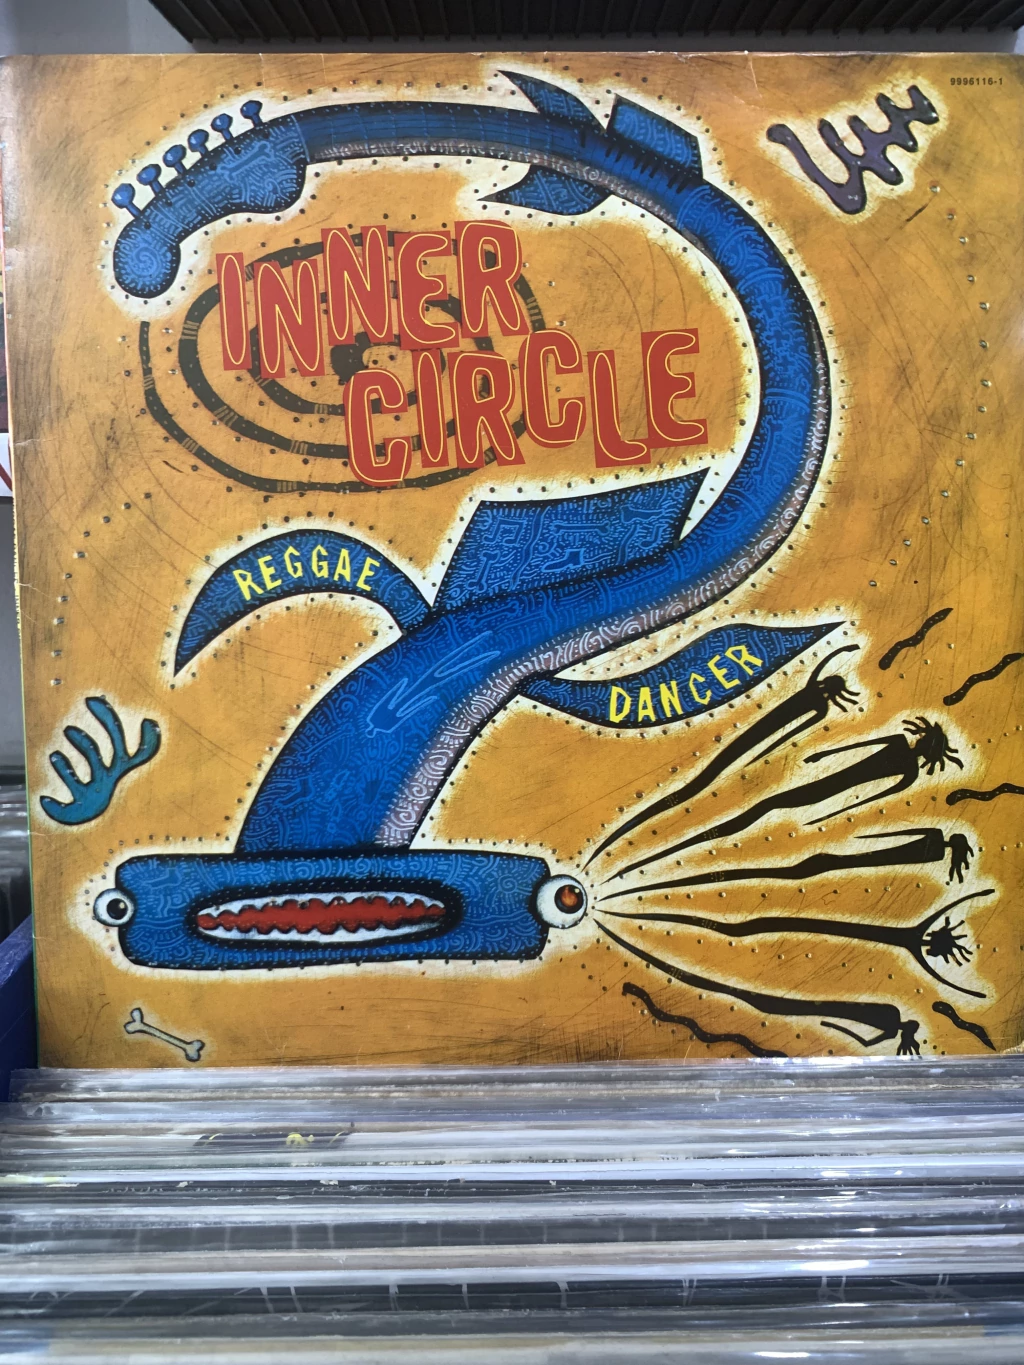 9996116-1
INNER
CIRCLE
REGGAE
DANCER